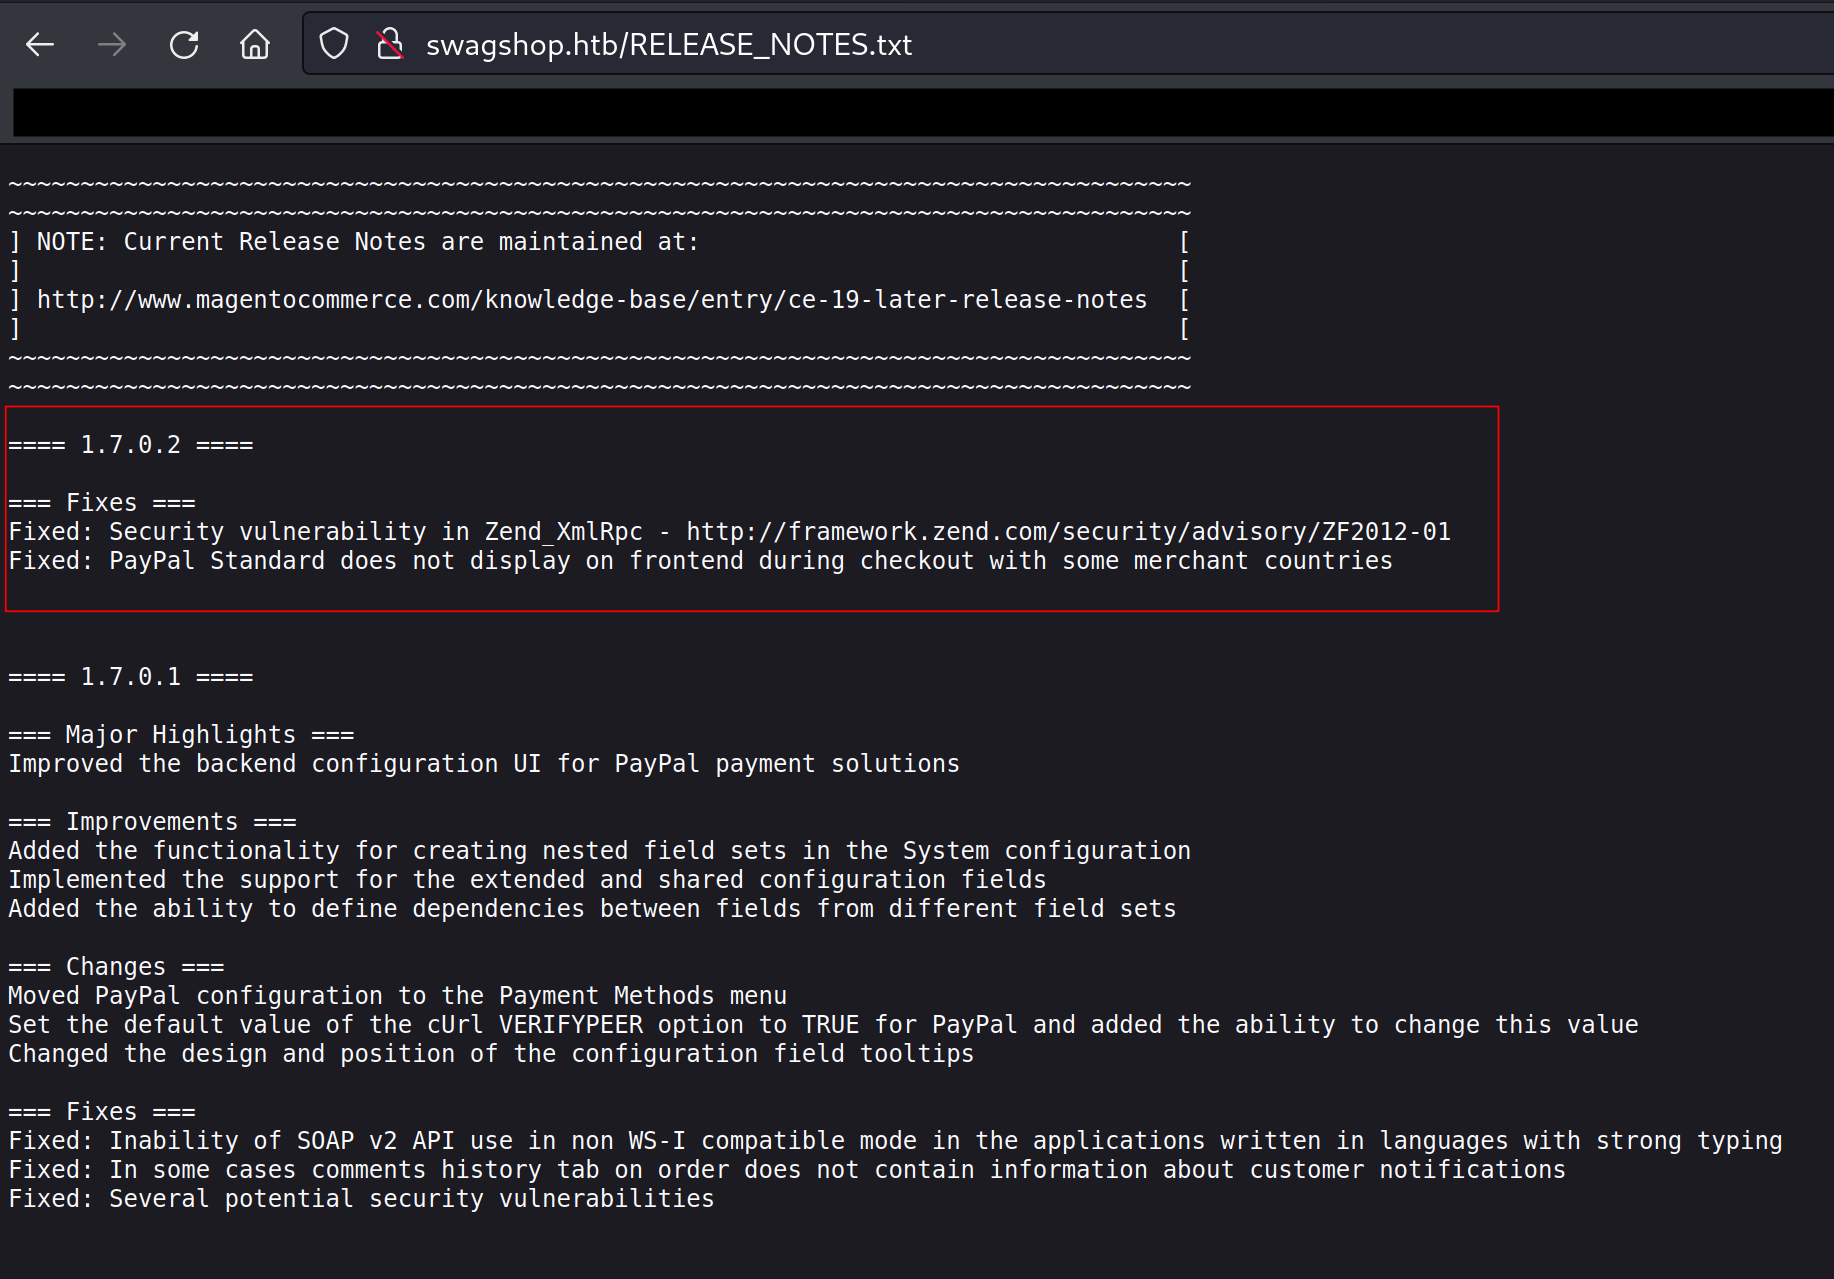 swagshop.htb/RELEASE_NOTES.txt
~~~~~~~~~~~~~~~~~~~~~~~~~~~~~~~~~~~~~~~~~~~~~~~~~~~~~~~~~~~~~~~~~~~~~~~~~~~~~~~~~~
~~~~~~~~~~~~~~~~~~~~~~~~~~~~~~~~~~~~~~~~~~~~~~~~~~~~~~~~~~~~~~~~~~~~~~~~~~~~~~~~~~
] NOTE: Current Release Notes are maintained at:                                 [
]                                                                                [
] http://www.magentocommerce.com/knowledge-base/entry/ce-19-later-release-notes  [
]                                                                                [
~~~~~~~~~~~~~~~~~~~~~~~~~~~~~~~~~~~~~~~~~~~~~~~~~~~~~~~~~~~~~~~~~~~~~~~~~~~~~~~~~~
~~~~~~~~~~~~~~~~~~~~~~~~~~~~~~~~~~~~~~~~~~~~~~~~~~~~~~~~~~~~~~~~~~~~~~~~~~~~~~~~~~
==== 1.7.0.2 ====
=== Fixes ===
Fixed: Security vulnerability in Zend_XmlRpc - http://framework.zend.com/security/advisory/ZF2012-01
Fixed: PayPal Standard does not display on frontend during checkout with some merchant countries
==== 1.7.0.1 ====
=== Major Highlights ===
Improved the backend configuration UI for PayPal payment solutions
=== Improvements ===
Added the functionality for creating nested field sets in the System configuration
Implemented the support for the extended and shared configuration fields
Added the ability to define dependencies between fields from different field sets
=== Changes ===
Moved PayPal configuration to the Payment Methods menu
Set the default value of the cUrl VERIFYPEER option to TRUE for PayPal and added the ability to change this value
Changed the design and position of the configuration field tooltips
=== Fixes ===
Fixed: Inability of SOAP v2 API use in non WS-I compatible mode in the applications written in languages with strong typing
Fixed: In some cases comments history tab on order does not contain information about customer notifications
Fixed: Several potential security vulnerabilities